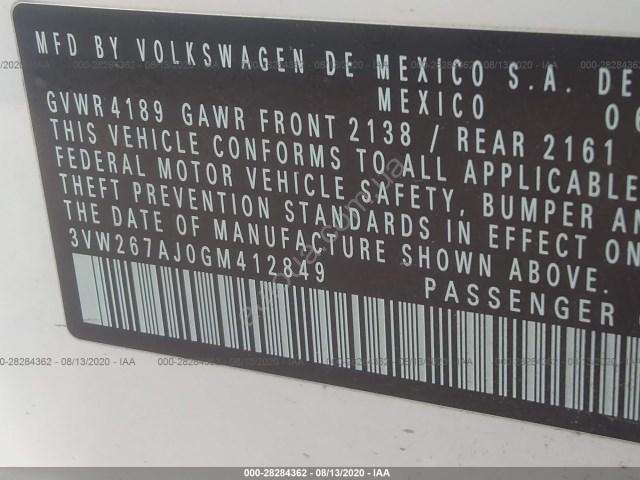 MFD BY VOLKSWAGEN DE MEXICO S.A. DE
MEXICO 06
GVWR 4189 GAWR FRONT 2138 / REAR 2161
THIS VEHICLE CONFORMS TO ALL APPLICABLE
FEDERAL MOTOR VEHICLE SAFETY, BUMPER AN
THEFT PREVENTION STANDARDS IN EFFECT ON
THE DATE OF MANUFACTURE SHOWN ABOVE.
3VW267AJ0GM412849
PASSENGER
000-28284362 - 08/13/2020 - IAA